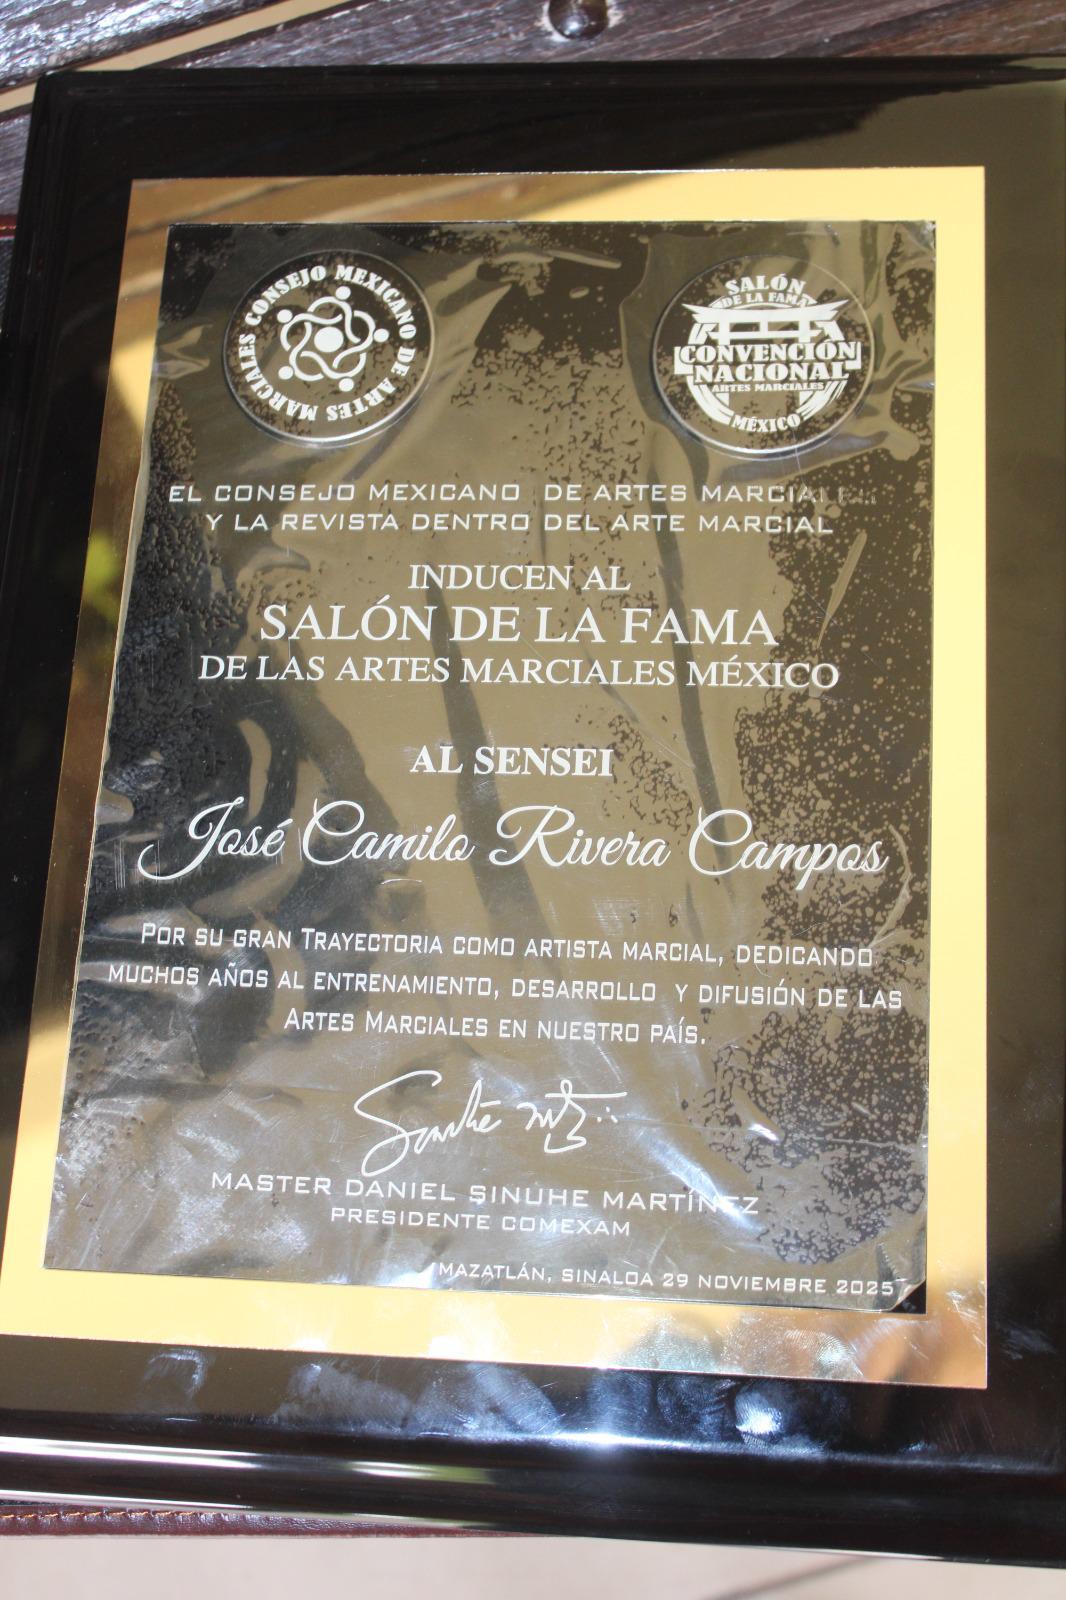 CONSEJO MEXICANO DE ARTES MARCIALES
SALÓN
DE LA FAMA
CONVENCIÓN
NACIONAL
ARTES MARCIALES
MÉXICO
EL CONSEJO MEXICANO DE ARTES MARCIALES
Y LA REVISTA DENTRO DEL ARTE MARCIAL
INDUCEN AL
SALÓN DE LA FAMA
DE LAS ARTES MARCIALES MÉXICO
AL SENSEI
José Camilo Rivera Campos
POR SU GRAN TRAYECTORIA COMO ARTISTA MARCIAL, DEDICANDO
MUCHOS AÑOS AL ENTRENAMIENTO, DESARROLLO Y DIFUSIÓN DE LAS
ARTES MARCIALES EN NUESTRO PAÍS.
MASTER DANIEL SINUHE MARTÍNEZ
PRESIDENTE COMEXAM
MAZATLÁN, SINALOA 29 NOVIEMBRE 2025